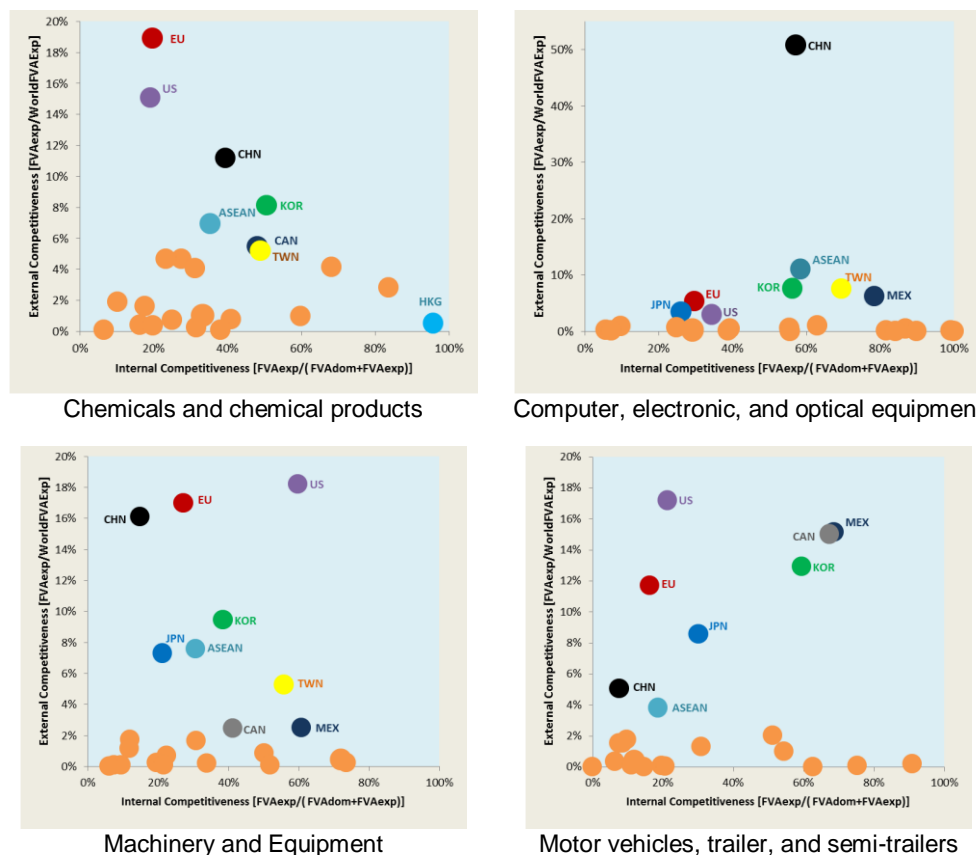 External Competitiveness [FVAexp/WorldFVAExp]
20%
18%
16%
14%
12%
10%
8%
6%
4%
2%
0%
EU
US
CHN
KOR
ASEAN
CAN
TWN
HKG
0% 20% 40% 60% 80% 100%
Internal Competitiveness [FVAexp/( FVAdom+FVAexp)]
Chemicals and chemical products
External Competitiveness [FVAexp/WorldFVAExp]
50%
40%
30%
20%
10%
0%
CHN
ASEAN
KOR
TWN
MEX
EU
JPN
US
0% 20% 40% 60% 80% 100%
Internal Competitiveness [FVAexp/( FVAdom+FVAexp)]
Computer, electronic, and optical equipmen
External Competitiveness [FVAexp/WorldFVAExp]
20%
18%
16%
14%
12%
10%
8%
6%
4%
2%
0%
US
EU
CHN
KOR
JPN
ASEAN
TWN
CAN
MEX
0% 20% 40% 60% 80% 100%
Internal Competitiveness [FVAexp/( FVAdom+FVAexp)]
Machinery and Equipment
External Competitiveness [FVAexp/WorldFVAExp]
20%
18%
16%
14%
12%
10%
8%
6%
4%
2%
0%
US
MEX
CAN
KOR
EU
JPN
CHN
ASEAN
0% 20% 40% 60% 80% 100%
Internal Competitiveness [FVAexp/( FVAdom+FVAexp)]
Motor vehicles, trailer, and semi-trailers